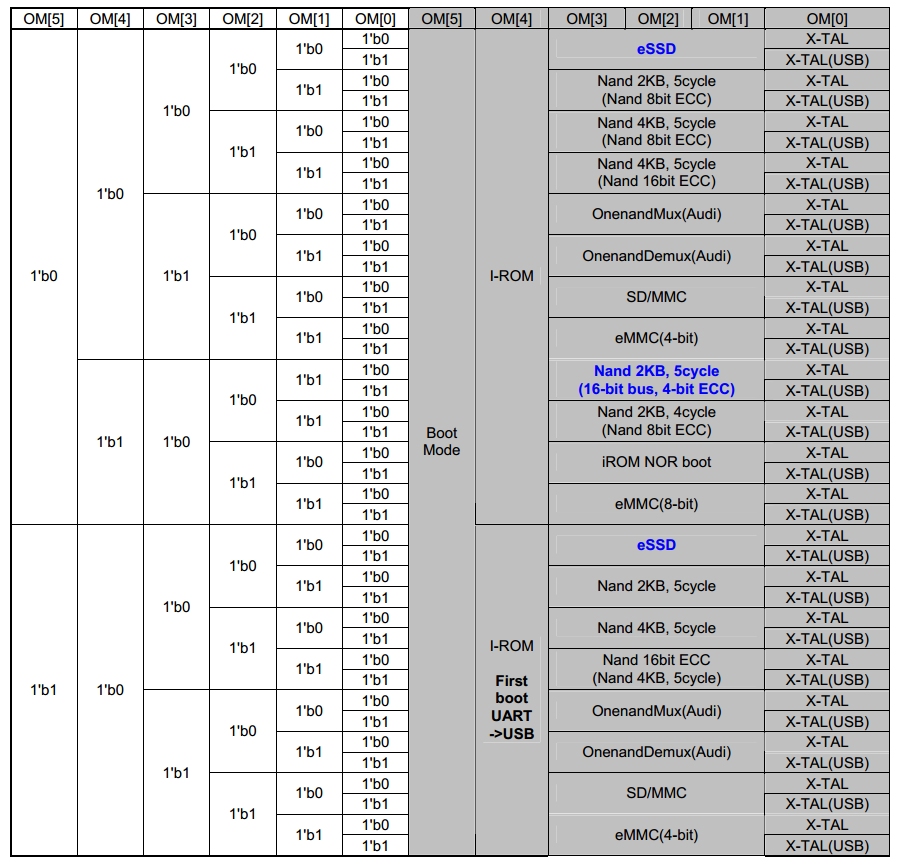 OM[5] OM[4] OM[3] OM[2] OM[1] OM[0] OM[5] OM[4] OM[3] OM[2] OM[1] OM[0]
1'b0 X-TAL
1'b0 eSSD
1'b1 X-TAL(USB)
1'b0
1'b0 Nand 2KB, 5cycle X-TAL
1'b1
1'b1 (Nand 8bit ECC) X-TAL(USB)
1'b0
1'b0 Nand 4KB, 5cycle X-TAL
1'b0
1'b1 (Nand 8bit ECC) X-TAL(USB)
1'b1
1'b0 Nand 4KB, 5cycle X-TAL
1'b1
1'b1 (Nand 16bit ECC) X-TAL(USB)
1'b0
1'b0 X-TAL
1'b0 OnenandMux(Audi)
1'b1 X-TAL(USB)
1'b0
1'b0 X-TAL
1'b1 OnenandDemux(Audi)
1'b1 X-TAL(USB)
1'b0 1'b1 I-ROM
1'b0 X-TAL
1'b0 SD/MMC
1'b1 X-TAL(USB)
1'b1
1'b0 X-TAL
1'b1 eMMC(4-bit)
1'b1 X-TAL(USB)
1'b0 Nand 2KB, 5cycle X-TAL
1'b1
1'b1 (16-bit bus, 4-bit ECC) X-TAL(USB)
1'b0
1'b0 Nand 2KB, 4cycle X-TAL
1'b1
1'b1 (Nand 8bit ECC) X-TAL(USB)
Boot
Mode
1'b1 1'b0
1'b0 X-TAL
1'b0 iROM NOR boot
1'b1 X-TAL(USB)
1'b1
1'b0 X-TAL
1'b1 eMMC(8-bit)
1'b1 X-TAL(USB)
1'b0 X-TAL
1'b0 eSSD
1'b1 X-TAL(USB)
1'b0
1'b0 X-TAL
1'b1 Nand 2KB, 5cycle
1'b1 X-TAL(USB)
1'b0
1'b0 X-TAL
1'b0 Nand 4KB, 5cycle
1'b1 X-TAL(USB)
1'b1 I-ROM
1'b0 Nand 16bit ECC X-TAL
1'b1
1'b1 (Nand 4KB, 5cycle) X-TAL(USB)
First
1'b1 1'b0
boot
1'b0 X-TAL
1'b0 OnenandMux(Audi)
UART
1'b1 X-TAL(USB)
1'b0
->USB
1'b0 X-TAL
1'b1 OnenandDemux(Audi)
1'b1 X-TAL(USB)
1'b1
1'b0 X-TAL
1'b0 SD/MMC
1'b1 X-TAL(USB)
1'b1
1'b0 X-TAL
1'b1 eMMC(4-bit)
1'b1 X-TAL(USB)